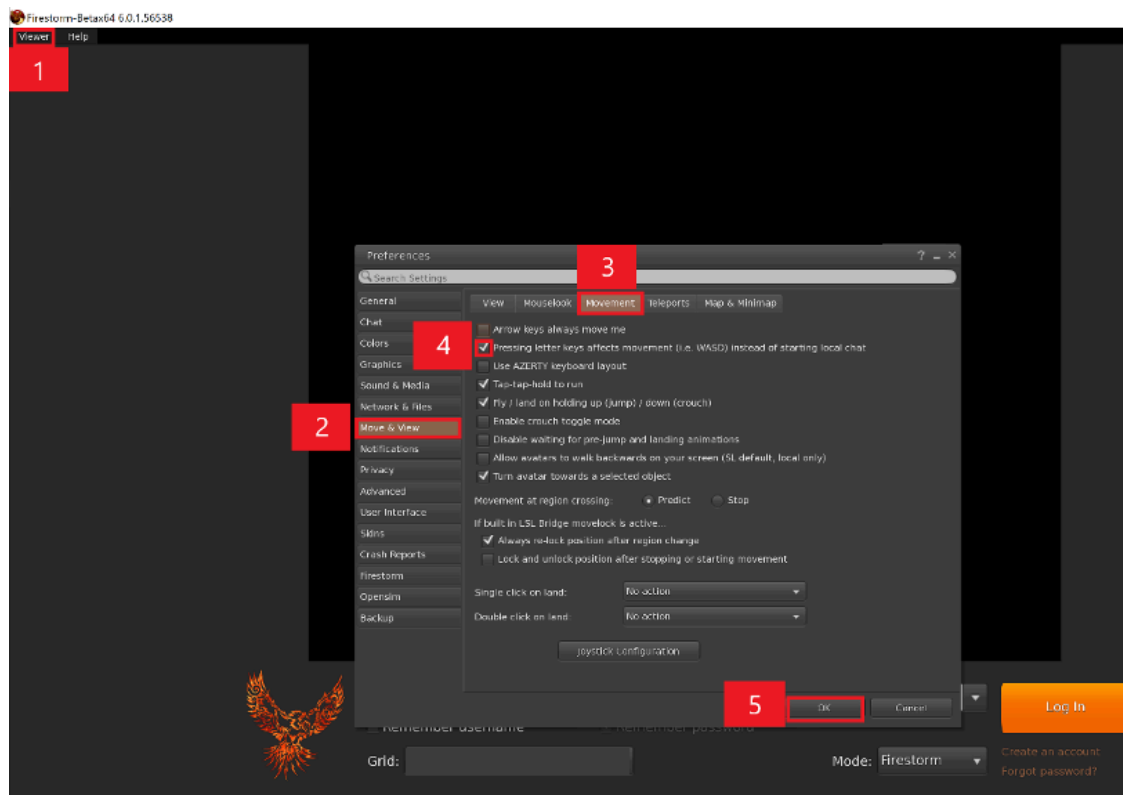 Firestorm-Betax64 6.0.1.56538
Viewer Help
1
Preferences ? – ×
3
Search Settings
General
Chat
Colors
Graphics
Sound & Media
Network & Files
Move & View
Notifications
Privacy
Advanced
User Interface
Skins
Crash Reports
Firestorm
Opensim
Backup
2
View Mouselook Movement Teleports Map & Minimap
4
Arrow keys always move me
Pressing letter keys affects movement (i.e. WASD) instead of starting local chat
Use AZERTY keyboard layout
Tap-tap-hold to run
Fly / land on holding up (jump) / down (crouch)
Enable crouch toggle mode
Disable waiting for pre-jump and landing animations
Allow avatars to walk backwards on your screen (SL default, local only)
Turn avatar towards a selected object
Movement at region crossing: Predict Stop
If built in LSL Bridge movelock is active...
Always re-lock position after region change
Lock and unlock position after stopping or starting movement
Single click on land: No action
Double click on land: No action
Joystick Configuration
5
OK Cancel
Log In
Remember username Remember password
Grid: Mode: Firestorm
Create an account
Forgot password?